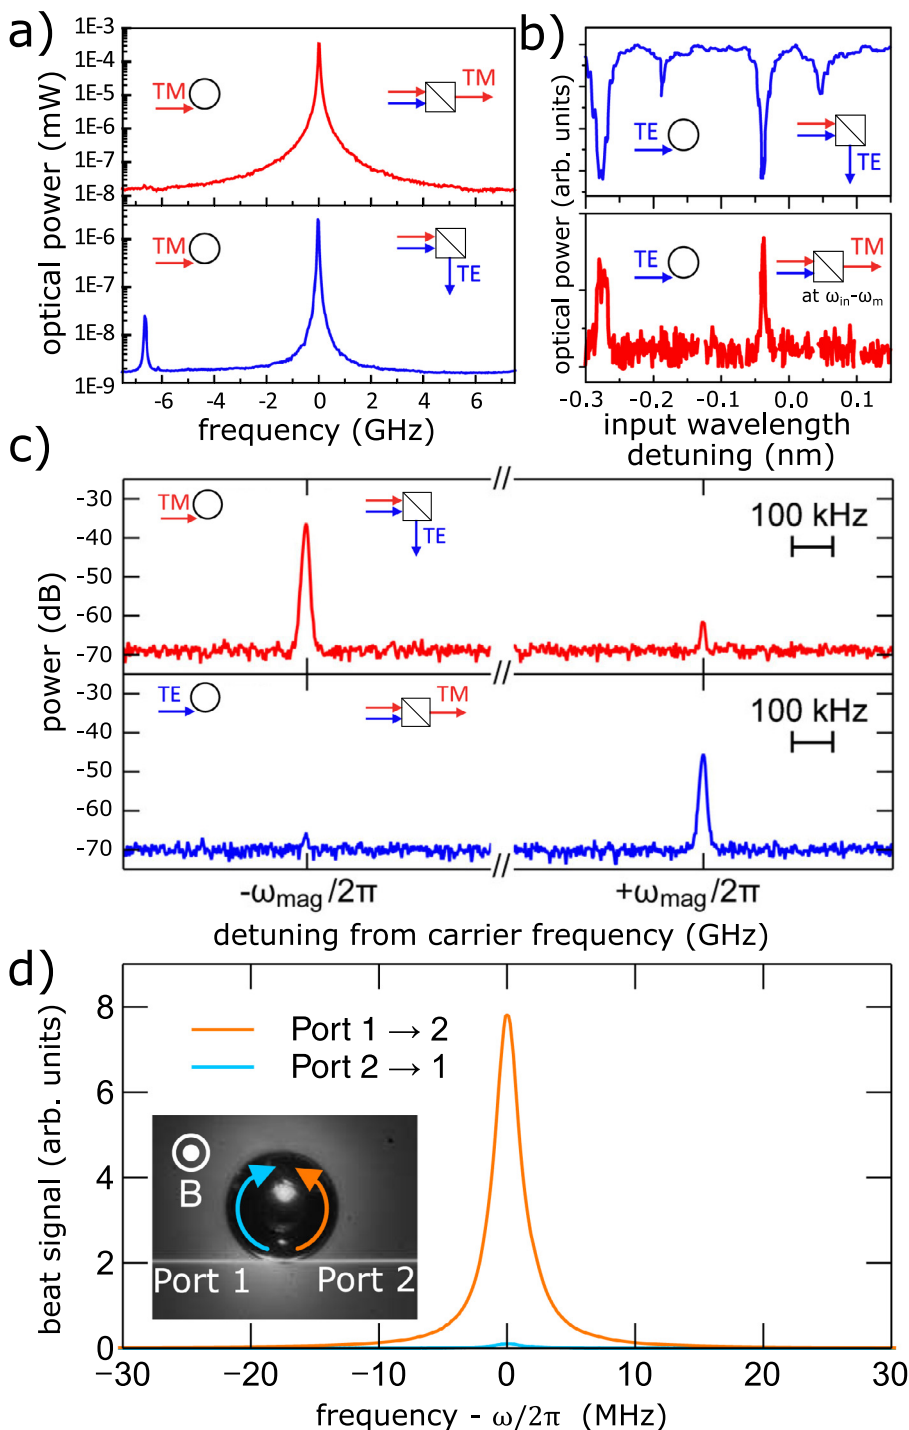 a)
optical power (mW)
1E-3
1E-4
1E-5
1E-6
1E-7
1E-8
TM
TM
1E-6
1E-7
1E-8
1E-9
TM
TE
-6 -4 -2 0 2 4 6
frequency (GHz)
b)
optical power (arb. units)
TE
TE
TE
TM
at ω_in-ω_m
-0.3 -0.2 -0.1 0.0 0.1
input wavelength
detuning (nm)
c)
power (dB)
-30
-40
-50
-60
-70
TM
TE
100 kHz
-30
-40
-50
-60
-70
TE
TM
100 kHz
-ω_mag/2π +ω_mag/2π
detuning from carrier frequency (GHz)
d)
beat signal (arb. units)
8
6
4
2
0
Port 1 → 2
Port 2 → 1
B
Port 1 Port 2
−30 −20 −10 0 10 20 30
frequency - ω/2π (MHz)